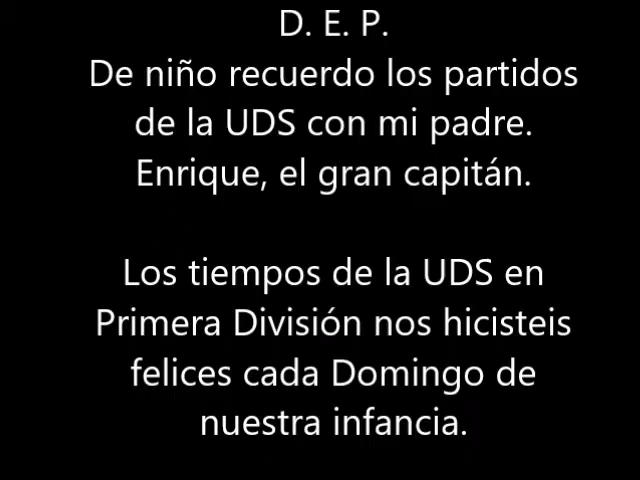 D. E. P.
De niño recuerdo los partidos
de la UDS con mi padre.
Enrique, el gran capitán.
Los tiempos de la UDS en
Primera División nos hicisteis
felices cada Domingo de
nuestra infancia.